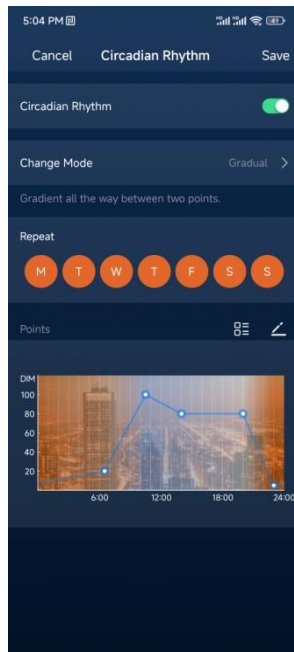 5:04 PM
Cancel Circadian Rhythm Save
Circadian Rhythm
Change Mode Gradual >
Gradient all the way between two points.
Repeat
M T W T F S S
Points
DIM
100
80
60
40
20
6:00 12:00 18:00 24:00